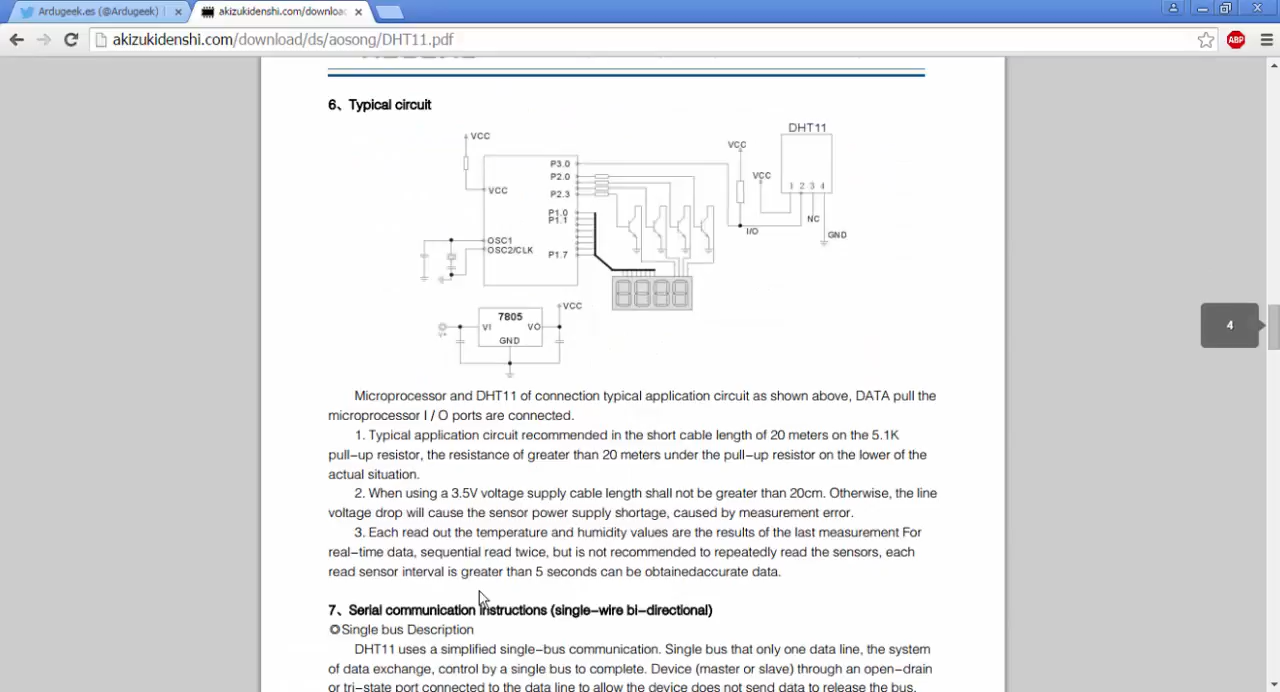 Ardugeek.es (@Ardugeek)
akizukidenshi.com/downloa
akizukidenshi.com/download/ds/aosong/DHT11.pdf
ABP
6、Typical circuit
VCC
VCC
P3.0
P2.0
P2.3
P1.0
P1.1
P1.7
OSC1
OSC2/CLK
VCC
VCC
DHT11
1 2 3 4
I/O
NC
GND
7805
VI
VO
GND
VCC
V+
4
Microprocessor and DHT11 of connection typical application circuit as shown above, DATA pull the
microprocessor I / O ports are connected.
1. Typical application circuit recommended in the short cable length of 20 meters on the 5.1K
pull-up resistor, the resistance of greater than 20 meters under the pull-up resistor on the lower of the
actual situation.
2. When using a 3.5V voltage supply cable length shall not be greater than 20cm. Otherwise, the line
voltage drop will cause the sensor power supply shortage, caused by measurement error.
3. Each read out the temperature and humidity values are the results of the last measurement For
real-time data, sequential read twice, but is not recommended to repeatedly read the sensors, each
read sensor interval is greater than 5 seconds can be obtainedaccurate data.
7、Serial communication instructions (single-wire bi-directional)
◎Single bus Description
DHT11 uses a simplified single-bus communication. Single bus that only one data line, the system
of data exchange, control by a single bus to complete. Device (master or slave) through an open-drain
or tri-state port connected to the data line to allow the device does not send data to release the bus,